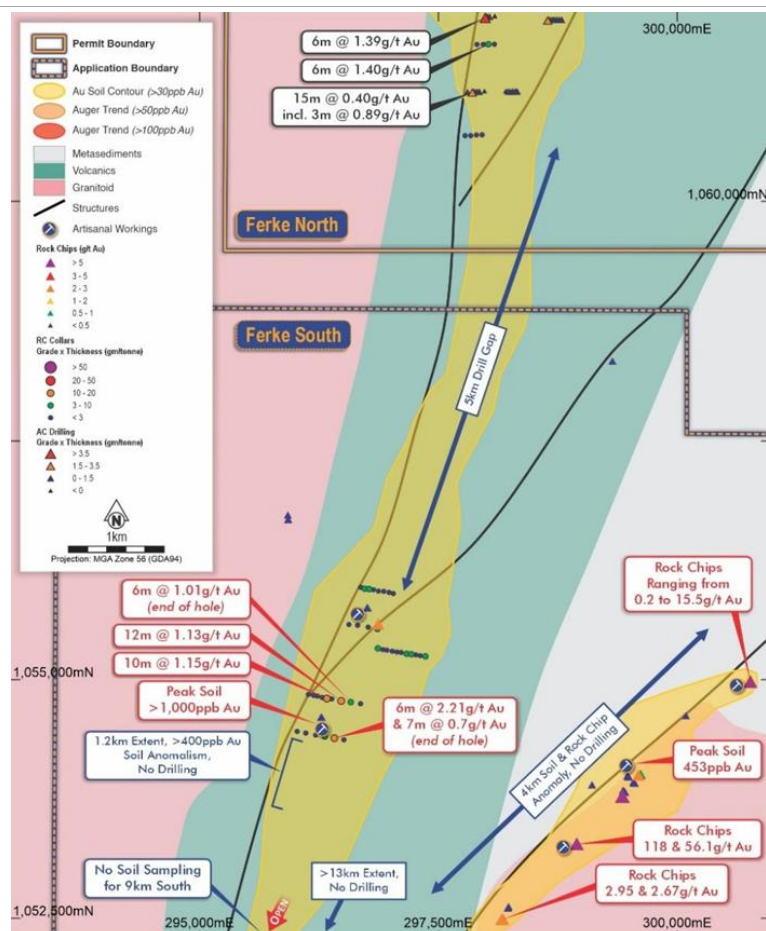 Permit Boundary
Application Boundary
Au Soil Contour (>30ppb Au)
Auger Trend (>50ppb Au)
Auger Trend (>100ppb Au)
Metasediments
Volcanics
Granitoid
Structures
Artisanal Workings
Rock Chips (g/t Au)
> 5
3 - 5
2 - 3
1 - 2
0.5 - 1
< 0.5
RC Collars
Grade x Thickness (gm/tonne)
> 50
20 - 50
10 - 20
3 - 10
< 3
AC Drilling
Grade x Thickness (gm/tonne)
> 3.5
1.5 - 3.5
0 - 1.5
< 0
N
1km
Projection: MGA Zone 56 (GDA94)
6m @ 1.39g/t Au
6m @ 1.40g/t Au
15m @ 0.40g/t Au
incl. 3m @ 0.89g/t Au
300,000mE
1,060,000mN
Ferke North
Ferke South
5km Drill Gap
6m @ 1.01g/t Au
(end of hole)
12m @ 1.13g/t Au
10m @ 1.15g/t Au
1,055,000mN
Peak Soil
>1,000ppb Au
1.2km Extent, >400ppb Au
Soil Anomalism,
No Drilling
6m @ 2.21g/t Au
& 7m @ 0.7g/t Au
(end of hole)
Rock Chips
Ranging from
0.2 to 15.5g/t Au
4km Soil & Rock Chip
Anomaly, No Drilling
Peak Soil
453ppb Au
Rock Chips
118 & 56.1g/t Au
Rock Chips
2.95 & 2.67g/t Au
No Soil Sampling
for 9km South
>13km Extent,
No Drilling
OPEN
1,052,500mN
295,000mE
297,500mE
300,000mE